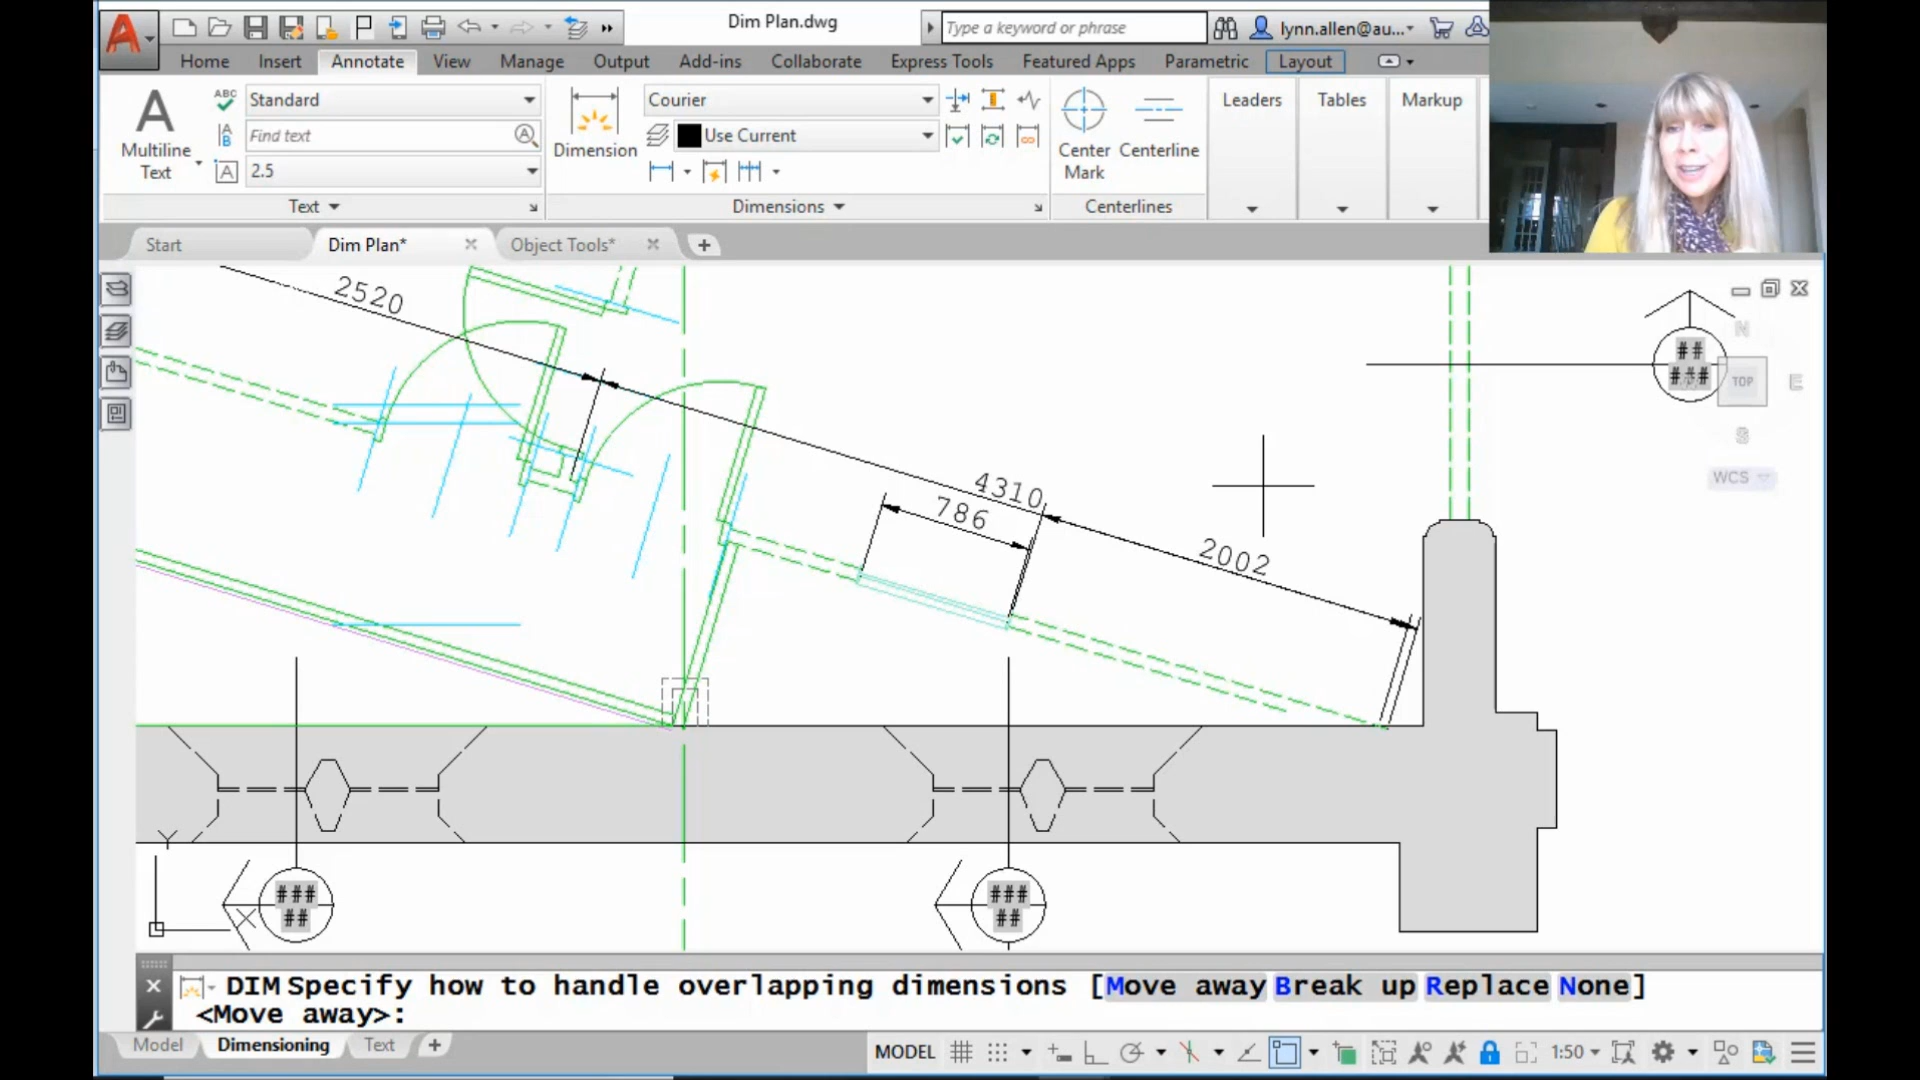 Dim Plan.dwg
Type a keyword or phrase
lynn.allen@au...
Home Insert Annotate View Manage Output Add-ins Collaborate Express Tools Featured Apps Parametric Layout
A
ABC
Standard
Courier
Leaders Tables Markup
Find text
Use Current
Multiline
Text
2.5
Dimension
Center
Mark
Centerline
Text
Dimensions
Centerlines
Start
Dim Plan*
Object Tools*
2520
4310
786
2002
##
###
N
TOP
E
S
WCS
Y
X
###
##
###
##
DIM Specify how to handle overlapping dimensions [Move away Break up Replace None]
<Move away>:
Model Dimensioning Text
MODEL
1:50